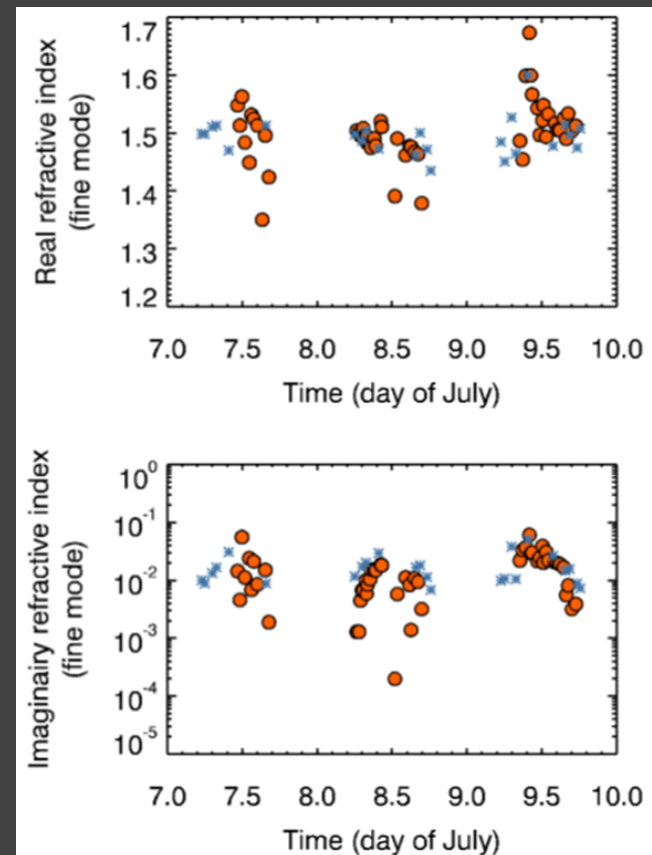 Real refractive index
(fine mode)
1.7
1.6
1.5
1.4
1.3
1.2
7.0 7.5 8.0 8.5 9.0 9.5 10.0
Time (day of July)
Imaginairy refractive index
(fine mode)
10^0
10^-1
10^-2
10^-3
10^-4
10^-5
7.0 7.5 8.0 8.5 9.0 9.5 10.0
Time (day of July)